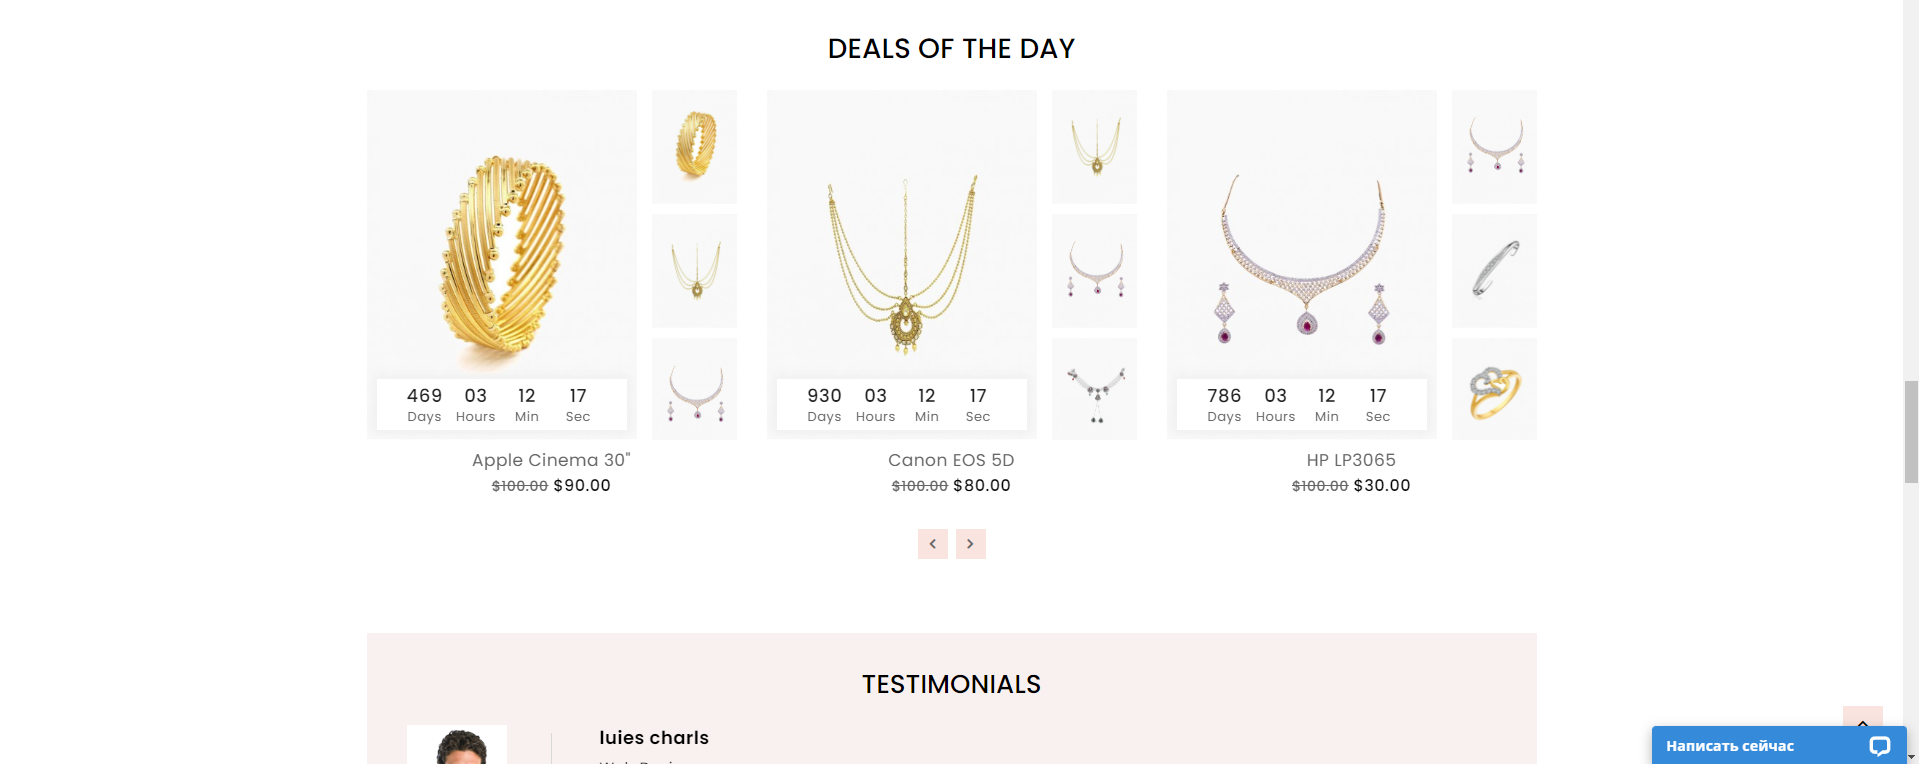 DEALS OF THE DAY
469 03 12 17
Days Hours Min Sec
930 03 12 17
Days Hours Min Sec
786 03 12 17
Days Hours Min Sec
Apple Cinema 30"
$100.00 $90.00
Canon EOS 5D
$100.00 $80.00
HP LP3065
$100.00 $30.00
TESTIMONIALS
luies charls
Написать сейчас